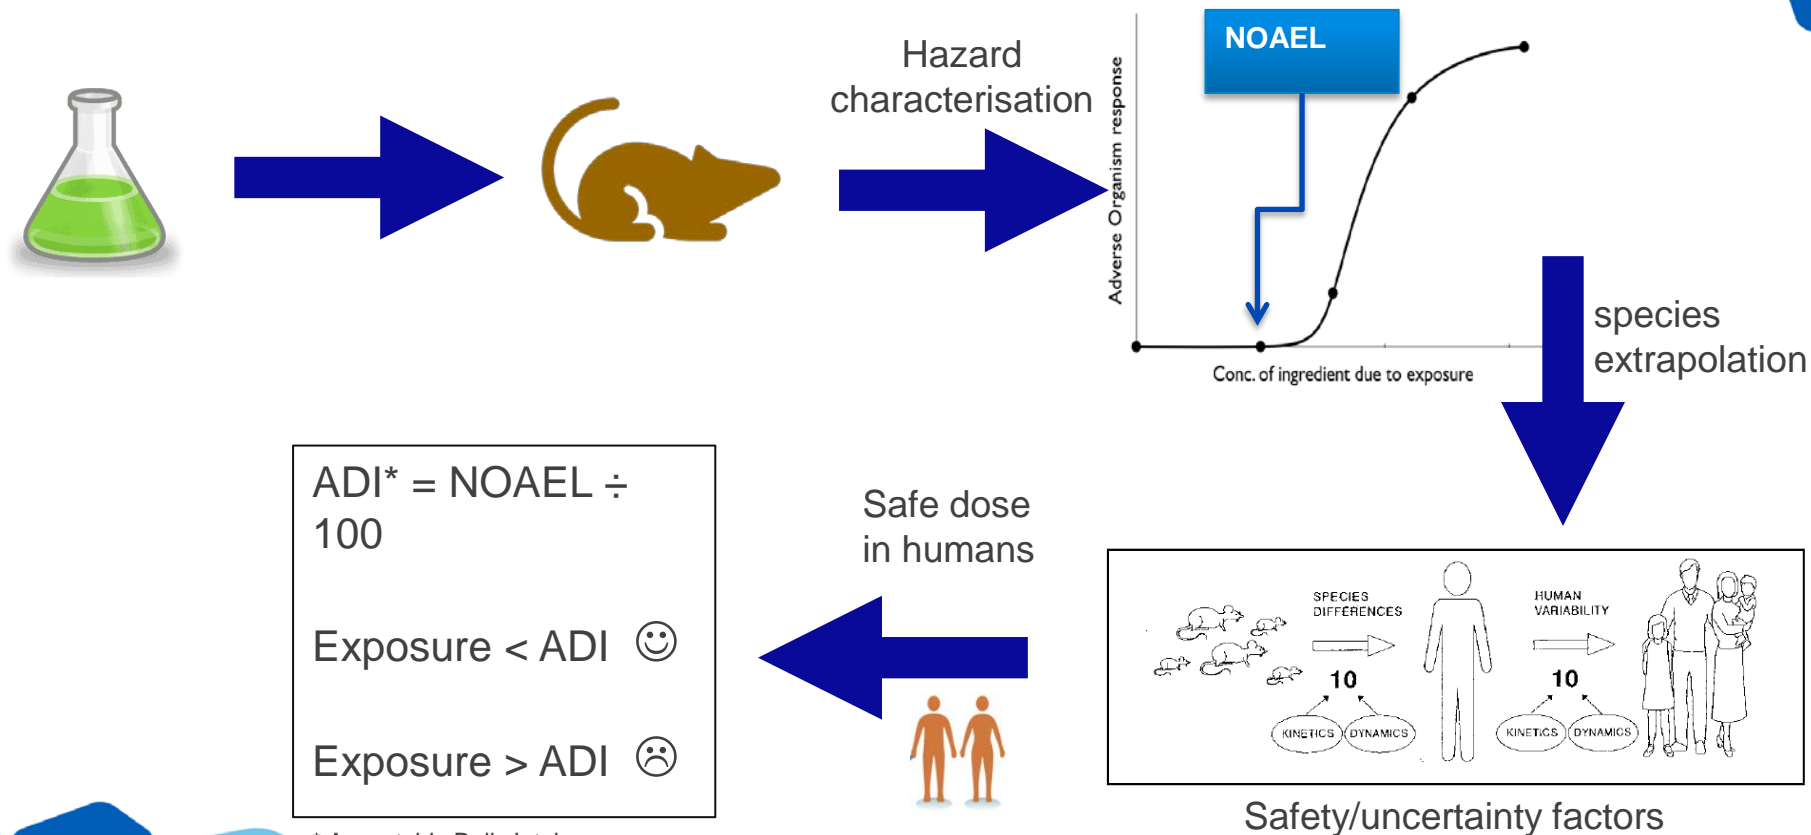 Hazard
characterisation
NOAEL
Adverse Organism response
Conc. of ingredient due to exposure
species
extrapolation
SPECIES
DIFFERENCES
10
KINETICS
DYNAMICS
HUMAN
VARIABILITY
10
KINETICS
DYNAMICS
Safety/uncertainty factors
Safe dose
in humans
ADI* = NOAEL ÷
100
Exposure < ADI ☺
Exposure > ADI ☹